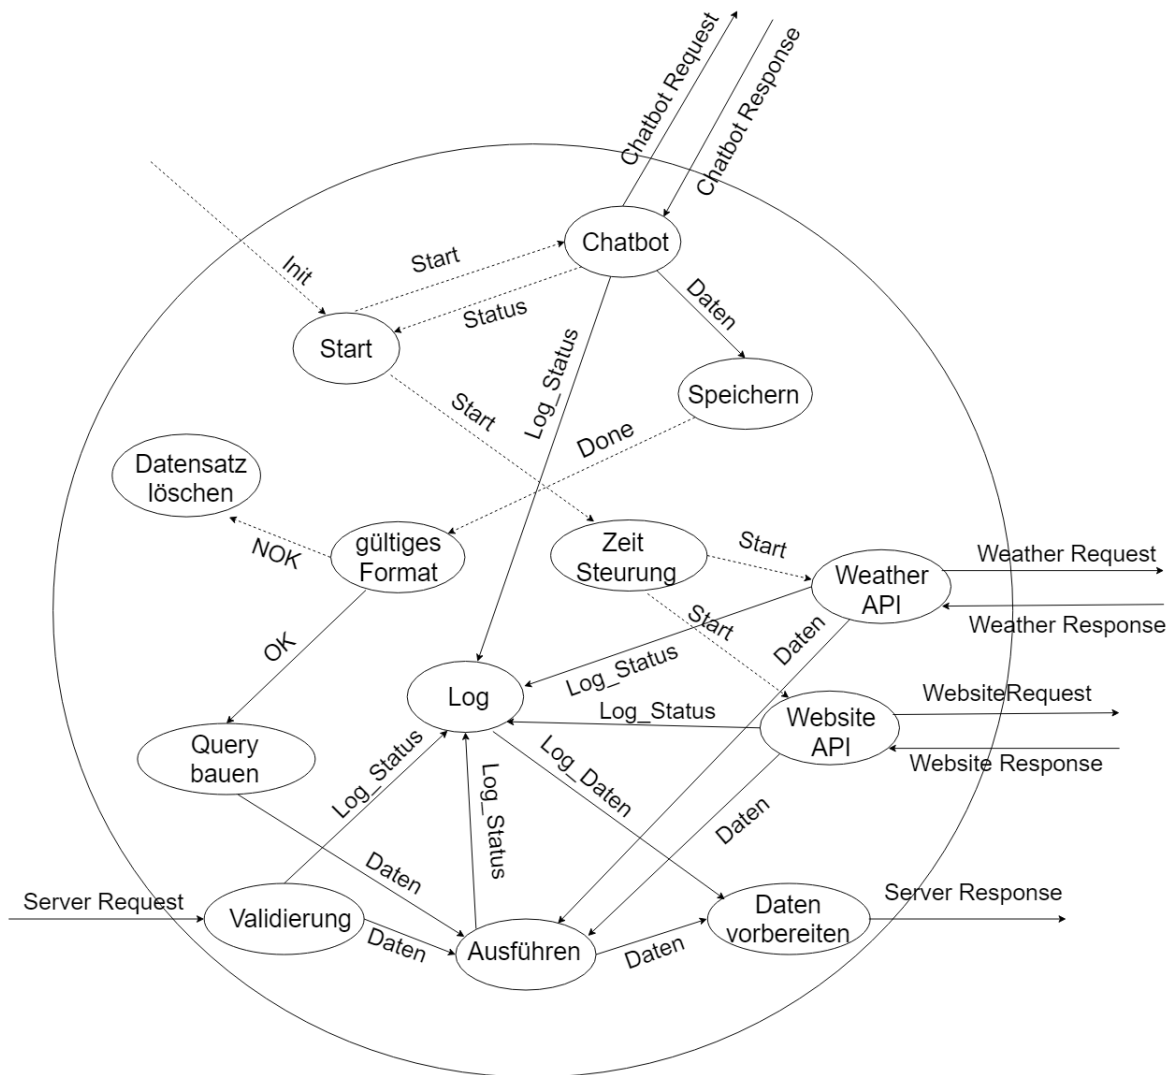 Chatbot Request
Chatbot Response
Chatbot
Init
Start
Status
Daten
Start
Log_Status
Speichern
Start
Done
Datensatz
löschen
NOK
gültiges
Format
Zeit
Steurung
Start
Weather
API
Weather Request
Weather Response
Start
Daten
OK
Log_Status
Log
Log_Status
Website
API
WebsiteRequest
Website Response
Query
bauen
Log_Status
Log_Status
Log_Daten
Daten
Daten
Server Request
Validierung
Daten
Ausführen
Daten
Daten
vorbereiten
Server Response